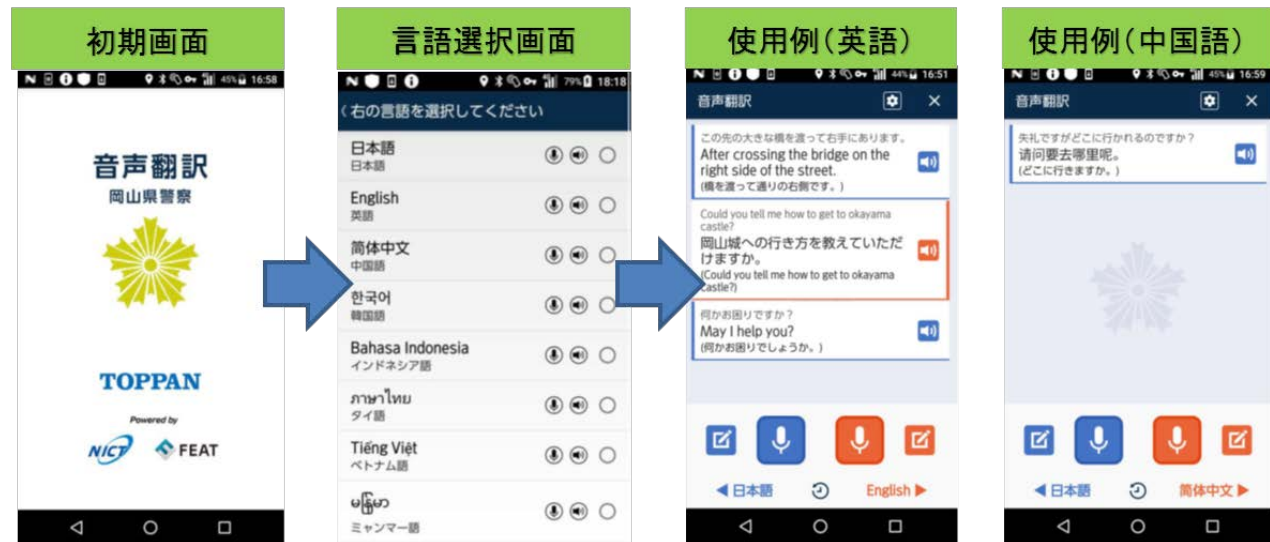 初期画面
45% 16:58
音声翻訳
岡山県警察
TOPPAN
Powered by
NICT FEAT
言語選択画面
79% 18:18
〈 右の言語を選択してください
日本語
日本語
English
英語
简体中文
中国語
한국어
韓国語
Bahasa Indonesia
インドネシア語
ภาษาไทย
タイ語
Tiếng Việt
ベトナム語
မြန်မာ
ミャンマー語
使用例(英語)
44% 16:51
音声翻訳
この先の大きな橋を渡って右手にあります。
After crossing the bridge on the
right side of the street.
(橋を渡って通りの右側です。)
Could you tell me how to get to okayama
castle?
岡山城への行き方を教えていただ
けますか。
(Could you tell me how to get to okayama
castle?)
何かお困りですか?
May I help you?
(何かお困りでしょうか。)
日本語 English
使用例(中国語)
45% 16:59
音声翻訳
失礼ですがどこに行かれるのですか?
请问要去哪里呢。
(どこに行きますか。)
日本語 简体中文